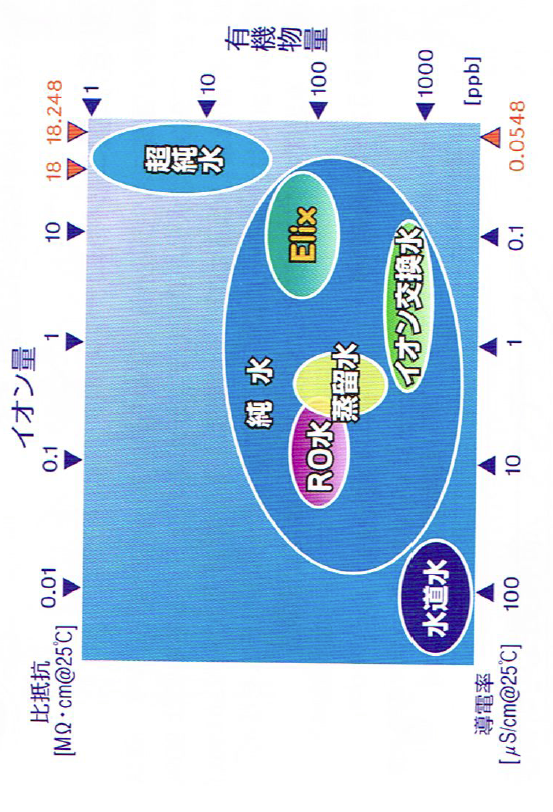 イオン量
比抵抗
[MΩ・cm@25℃]
0.01
0.1
1
10
18
18.248
有機物量
1
10
100
1000
[ppb]
超純水
純水
Elix
RO水
蒸留水
イオン交換水
水道水
導電率
[μS/cm@25℃]
100
10
1
0.1
0.0548